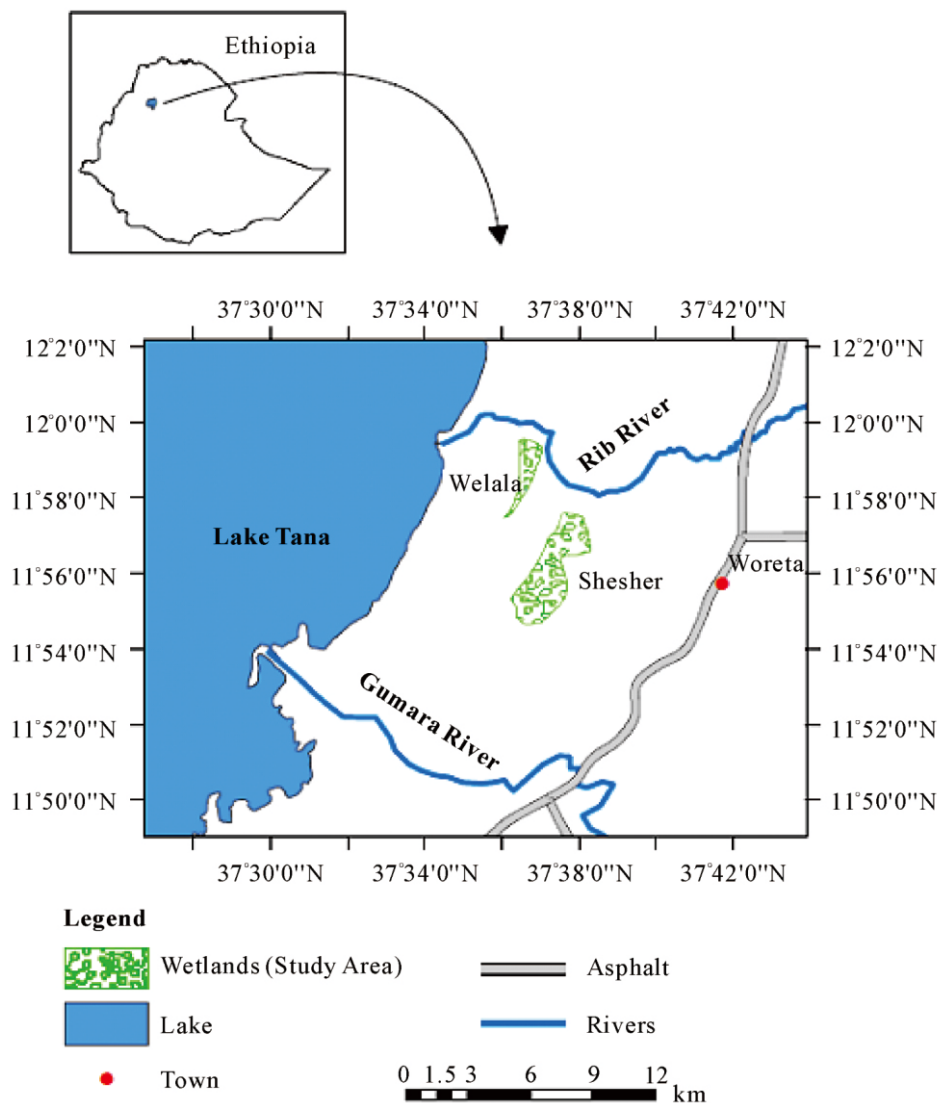 Ethiopia
37°30'0"N 37°34'0"N 37°38'0"N 37°42'0"N
12°2'0"N 12°2'0"N
12°0'0"N 12°0'0"N
Rib River
Welala
11°58'0"N 11°58'0"N
Lake Tana
Woreta
11°56'0"N Shesher 11°56'0"N
11°54'0"N 11°54'0"N
Gumara River
11°52'0"N 11°52'0"N
11°50'0"N 11°50'0"N
37°30'0"N 37°34'0"N 37°38'0"N 37°42'0"N
Legend
Wetlands (Study Area) Asphalt
Lake Rivers
Town
0 1.5 3 6 9 12
km